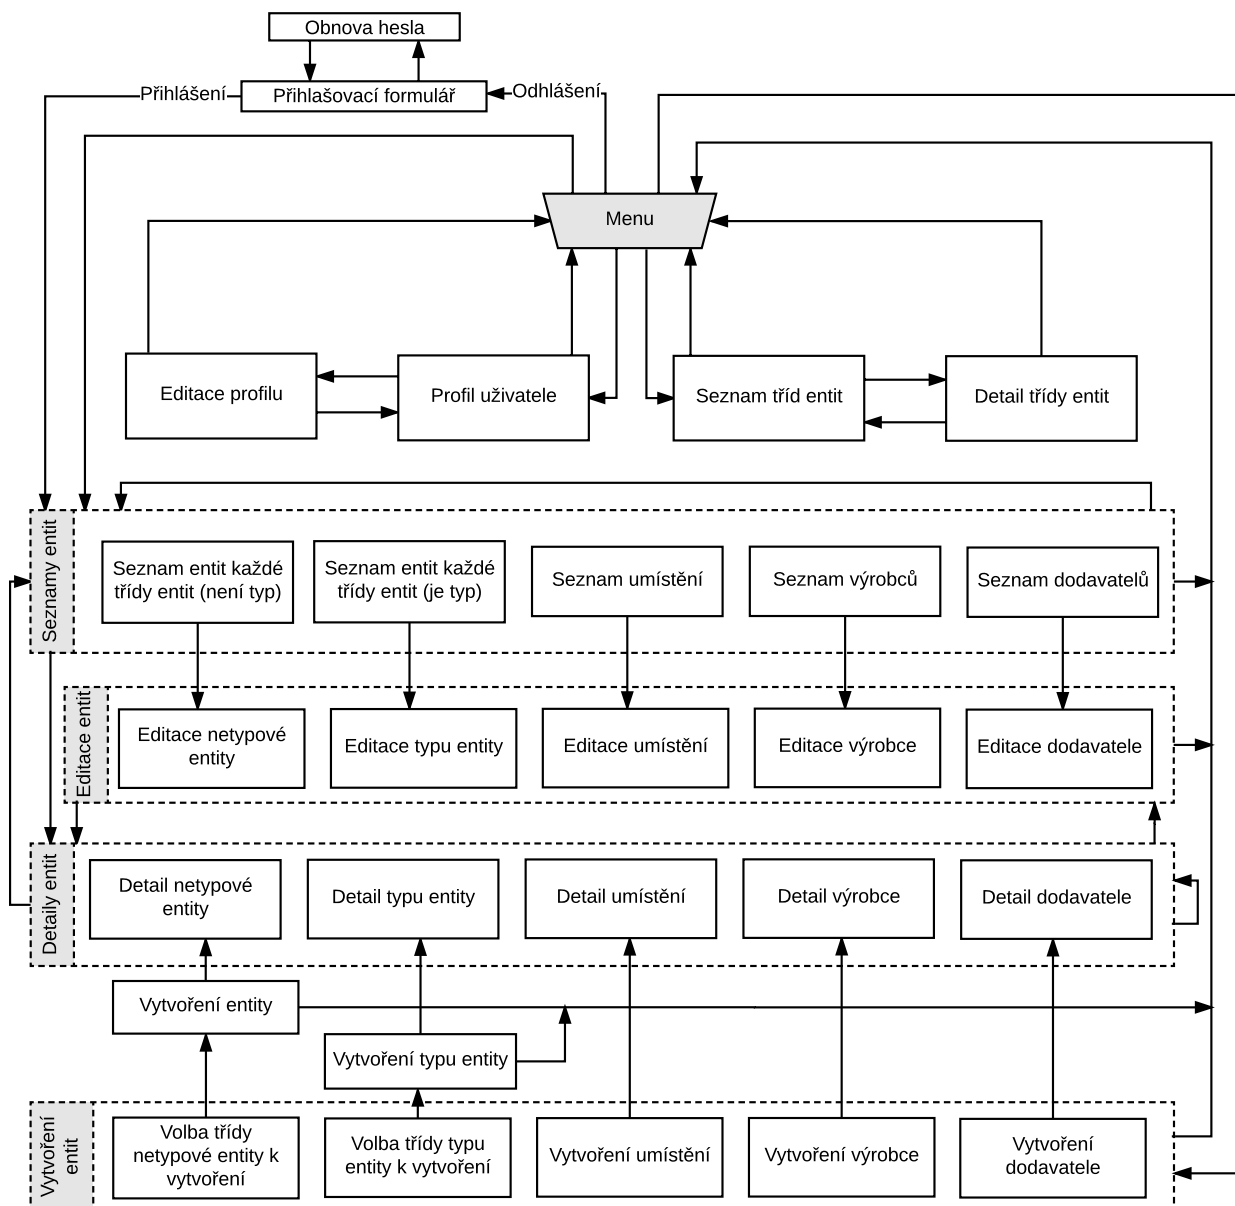 Obnova hesla
Přihlášení
Přihlašovací formulář
Odhlášení
Menu
Editace profilu
Profil uživatele
Seznam tříd entit
Detail třídy entit
Seznamy entit
Seznam entit každé
třídy entit (není typ)
Seznam entit každé
třídy entit (je typ)
Seznam umístění
Seznam výrobců
Seznam dodavatelů
Editace entit
Editace netypové
entity
Editace typu entity
Editace umístění
Editace výrobce
Editace dodavatele
Detaily entit
Detail netypové
entity
Detail typu entity
Detail umístění
Detail výrobce
Detail dodavatele
Vytvoření entity
Vytvoření typu entity
Vytvoření
entit
Volba třídy
netypové entity k
vytvoření
Volba třídy typu
entity k vytvoření
Vytvoření umístění
Vytvoření výrobce
Vytvoření
dodavatele